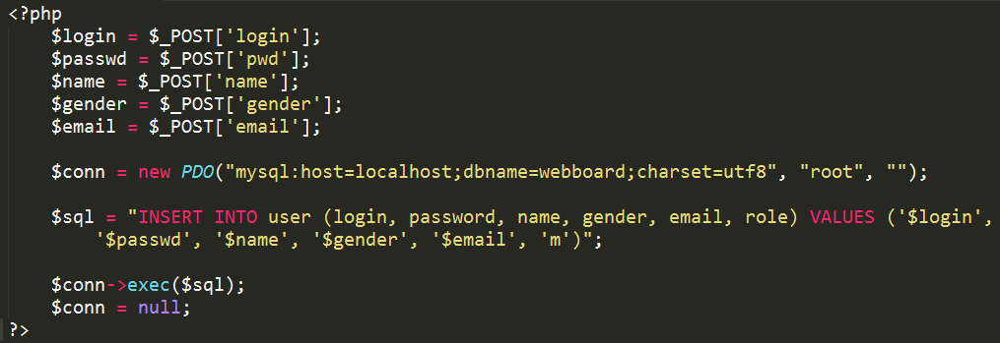 <?php
$login = $_POST['login'];
$passwd = $_POST['pwd'];
$name = $_POST['name'];
$gender = $_POST['gender'];
$email = $_POST['email'];
$conn = new PDO("mysql:host=localhost;dbname=webboard;charset=utf8", "root", "");
$sql = "INSERT INTO user (login, password, name, gender, email, role) VALUES ('$login',
'$passwd', '$name', '$gender', '$email', 'm')";
$conn->exec($sql);
$conn = null;
?>